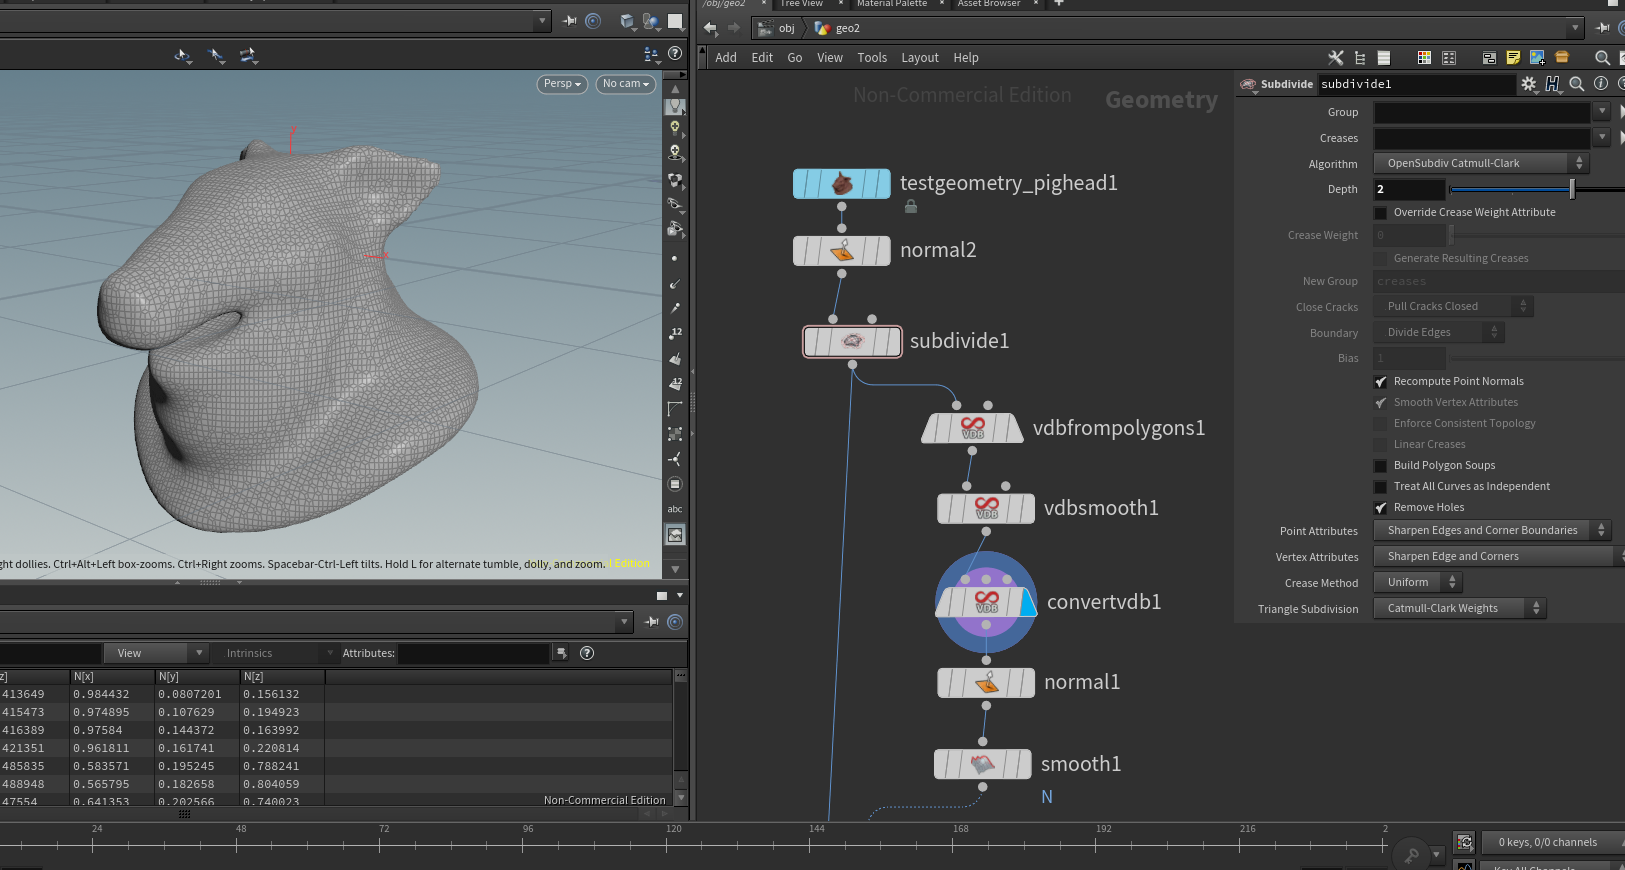 /obj/geo2
Tree View
Material Palette
Asset Browser
obj
geo2
Add
Edit
Go
View
Tools
Layout
Help
Persp
No cam
Non-Commercial Edition
Geometry
testgeometry_pighead1
normal2
subdivide1
vdbfrompolygons1
VDB
vdbsmooth1
VDB
convertvdb1
VDB
normal1
smooth1
N
Subdivide
subdivide1
Group
Creases
Algorithm
OpenSubdiv Catmull-Clark
Depth
2
Override Crease Weight Attribute
Crease Weight
0
Generate Resulting Creases
New Group
creases
Close Cracks
Pull Cracks Closed
Boundary
Divide Edges
Bias
1
Recompute Point Normals
Smooth Vertex Attributes
Enforce Consistent Topology
Linear Creases
Build Polygon Soups
Treat All Curves as Independent
Remove Holes
Point Attributes
Sharpen Edges and Corner Boundaries
Vertex Attributes
Sharpen Edge and Corners
Crease Method
Uniform
Triangle Subdivision
Catmull-Clark Weights
y
x
12
12
abc
ght dollies. Ctrl+Alt+Left box-zooms. Ctrl+Right zooms. Spacebar-Ctrl-Left tilts. Hold L for alternate tumble, dolly, and zoom.
l Edition
View
Intrinsics
Attributes:
z] N[x] N[y] N[z]
413649 0.984432 0.0807201 0.156132
415473 0.974895 0.107629 0.194923
416389 0.97584 0.144372 0.163992
421351 0.961811 0.161741 0.220814
485835 0.583571 0.195245 0.788241
488948 0.565795 0.182658 0.804059
47554 0.641353 0.202566 0.740023
Non-Commercial Edition
24 48 72 96 120 144 168 192 216 2
0 keys, 0/0 channels
Key All Channels